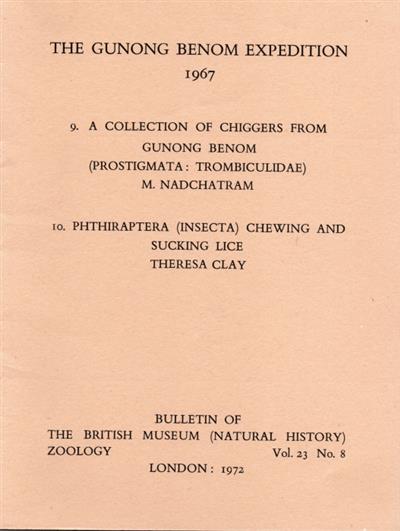 THE GUNONG BENOM EXPEDITION
1967
9. A COLLECTION OF CHIGGERS FROM
GUNONG BENOM
(PROSTIGMATA: TROMBICULIDAE)
M. NADCHATRAM
10. PHTHIRAPTERA (INSECTA) CHEWING AND
SUCKING LICE
THERESA CLAY
BULLETIN OF
THE BRITISH MUSEUM (NATURAL HISTORY)
ZOOLOGY Vol. 23 No. 8
LONDON: 1972